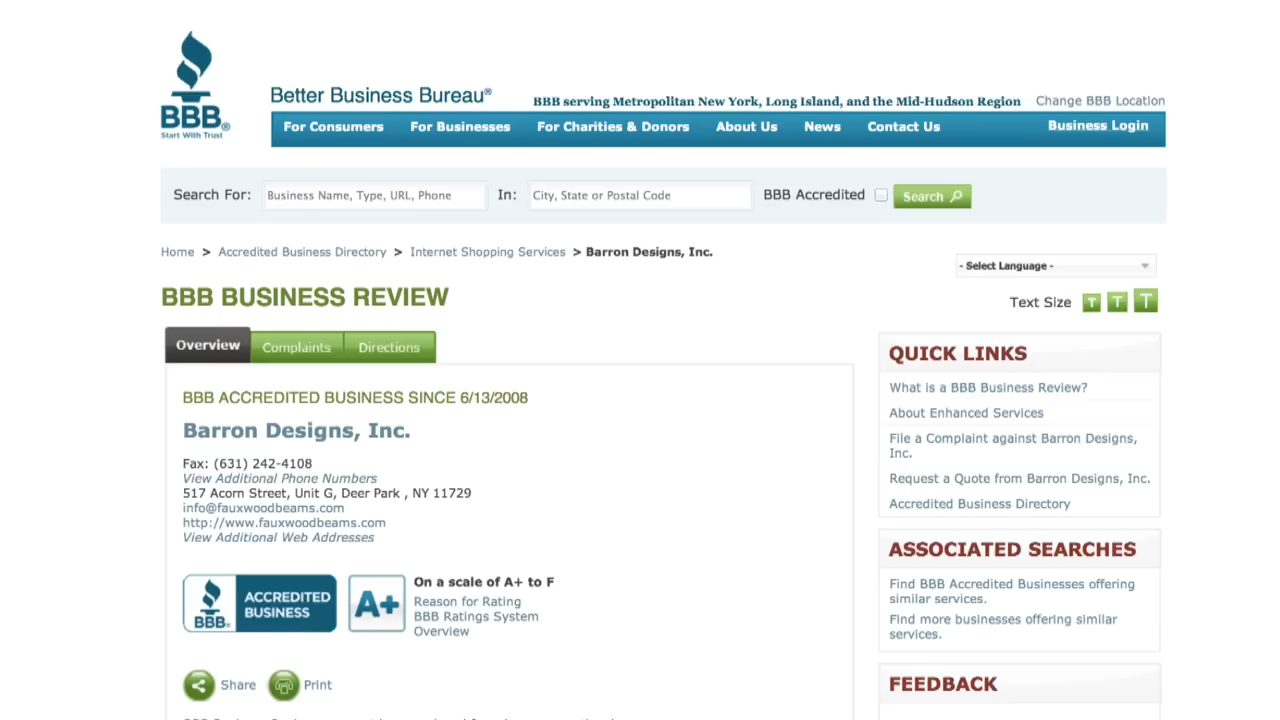 BBB®
Start With Trust
Better Business Bureau®
BBB serving Metropolitan New York, Long Island, and the Mid-Hudson Region
Change BBB Location
For Consumers For Businesses For Charities & Donors About Us News Contact Us Business Login
Search For: Business Name, Type, URL, Phone In: City, State or Postal Code BBB Accredited Search
Home > Accredited Business Directory > Internet Shopping Services > Barron Designs, Inc.
- Select Language -
BBB BUSINESS REVIEW
Text Size T T T
Overview Complaints Directions
BBB ACCREDITED BUSINESS SINCE 6/13/2008
Barron Designs, Inc.
Fax: (631) 242-4108
View Additional Phone Numbers
517 Acorn Street, Unit G, Deer Park , NY 11729
info@fauxwoodbeams.com
http://www.fauxwoodbeams.com
View Additional Web Addresses
BBB®
ACCREDITED
BUSINESS
A+
On a scale of A+ to F
Reason for Rating
BBB Ratings System
Overview
Share Print
QUICK LINKS
What is a BBB Business Review?
About Enhanced Services
File a Complaint against Barron Designs,
Inc.
Request a Quote from Barron Designs, Inc.
Accredited Business Directory
ASSOCIATED SEARCHES
Find BBB Accredited Businesses offering
similar services.
Find more businesses offering similar
services.
FEEDBACK